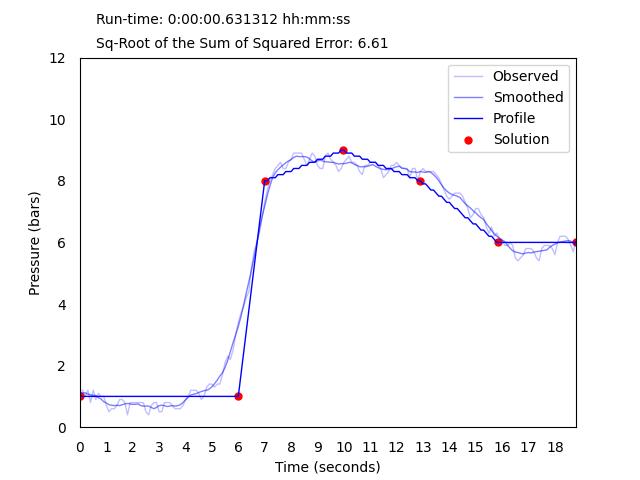 Run-time: 0:00:00.631312 hh:mm:ss
Sq-Root of the Sum of Squared Error: 6.61
12
10
8
6
4
2
0
Pressure (bars)
Observed
Smoothed
Profile
Solution
0 1 2 3 4 5 6 7 8 9 10 11 12 13 14 15 16 17 18
Time (seconds)